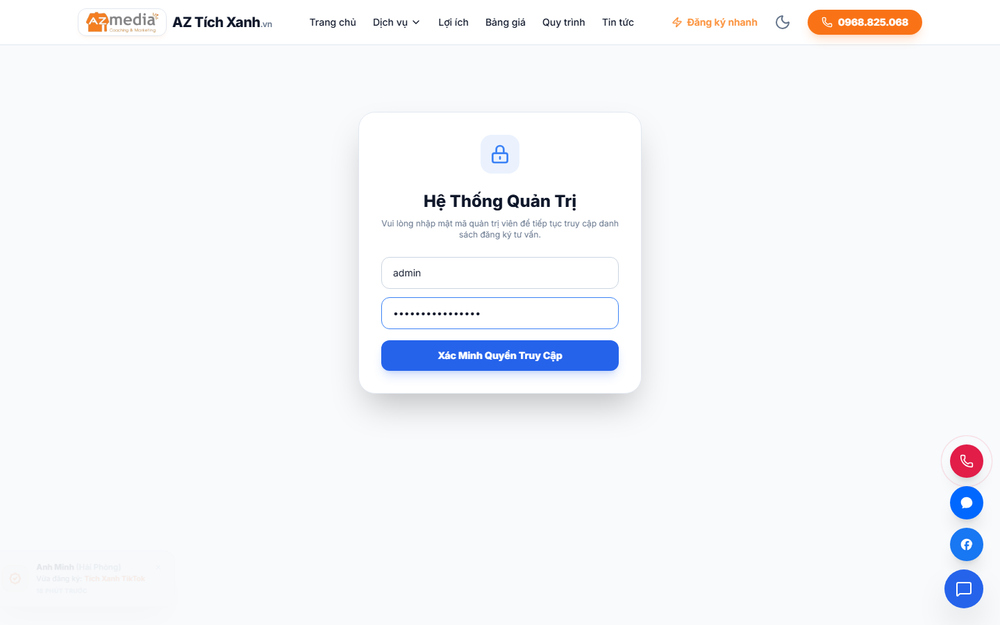 AZmedia
Coaching & Marketing
AZ Tích Xanh.vn
Trang chủ
Dịch vụ
Lợi ích
Bảng giá
Quy trình
Tin tức
Đăng ký nhanh
0968.825.068
Hệ Thống Quản Trị
Vui lòng nhập mật mã quản trị viên để tiếp tục truy cập danh
sách đăng ký tư vấn.
admin
••••••••••••••••
Xác Minh Quyền Truy Cập
Anh Minh (Hải Phòng)
Vừa đăng ký: Tích Xanh TikTok
PHÚT TRƯỚC